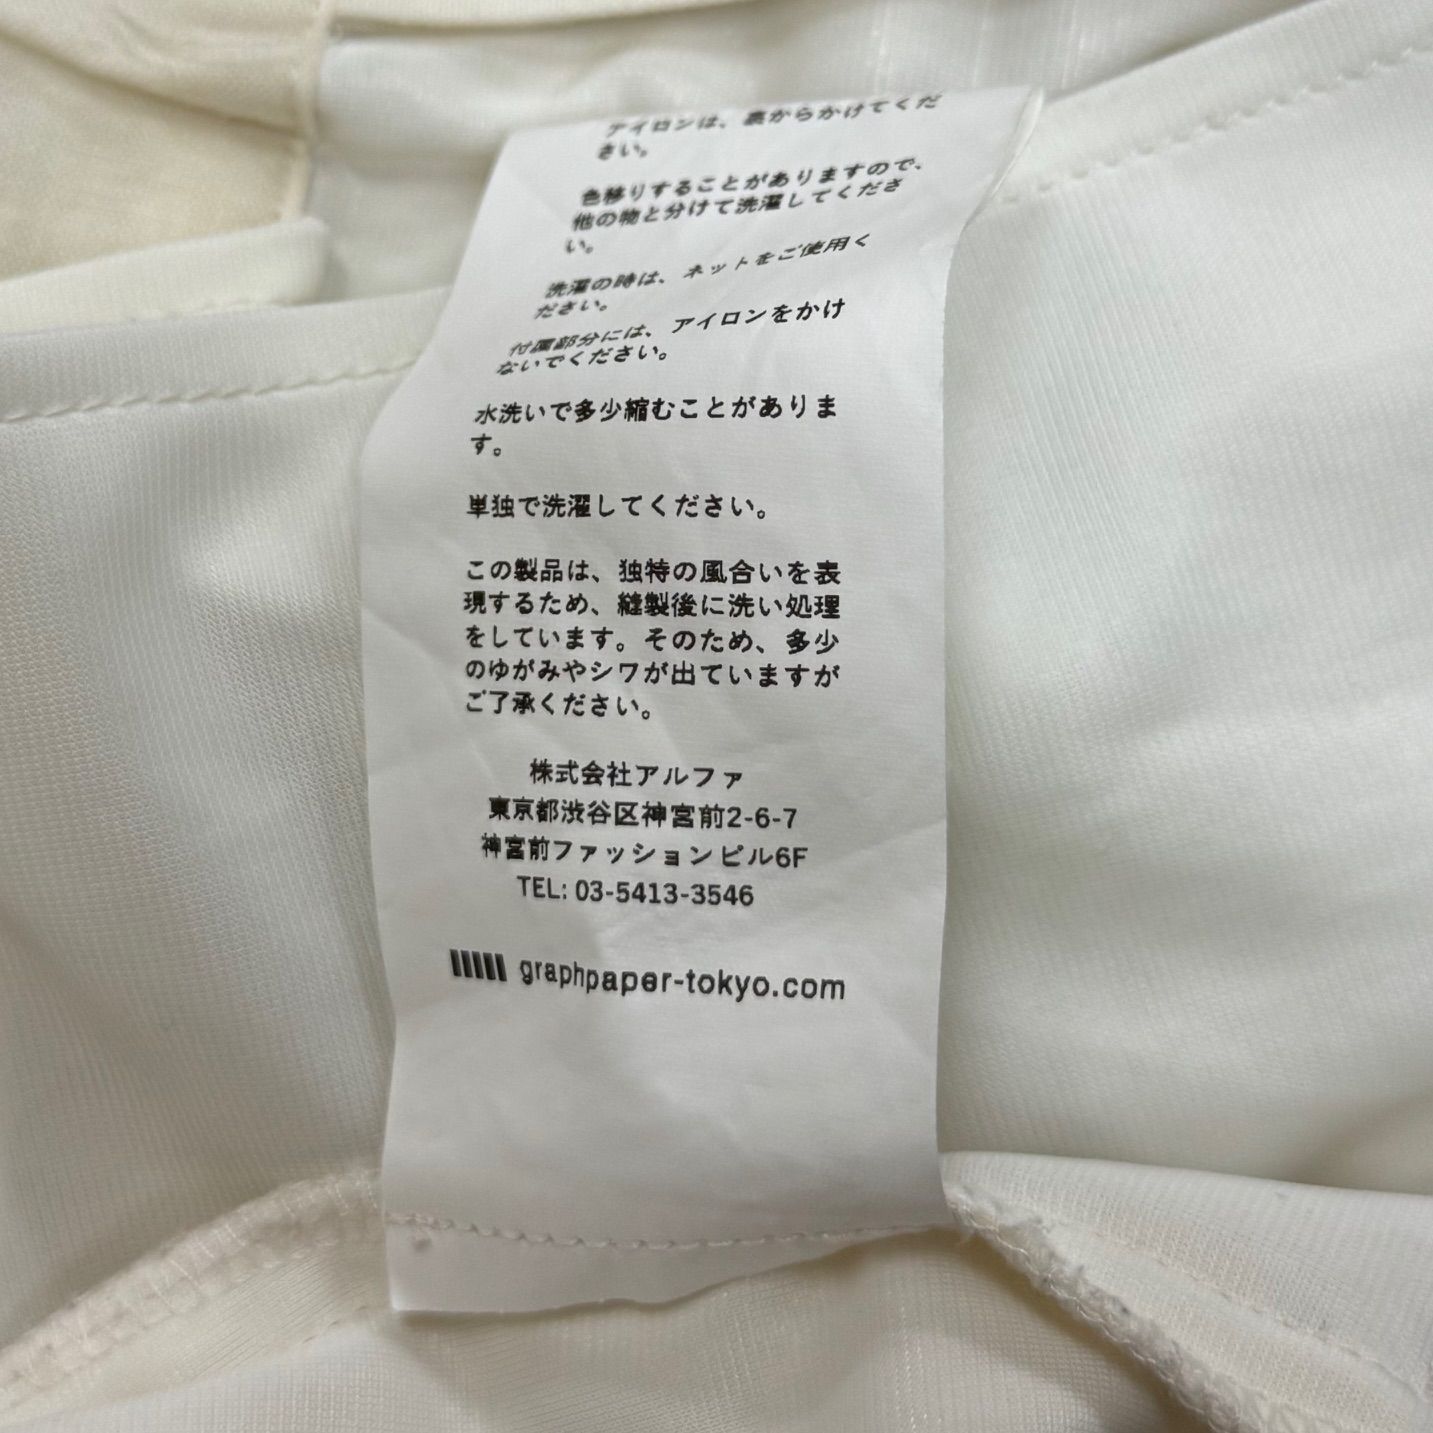 アイロンは、裏からかけてくだ
さい。
色移りすることがありますので、
他の物と分けて洗濯してくださ
い。
洗濯の時は、ネットをご使用く
ださい。
付属部分には、アイロンをかけ
ないでください。
水洗いで多少縮むことがありま
す。
単独で洗濯してください。
この製品は、独特の風合いを表
現するため、縫製後に洗い処理
をしています。そのため、多少
のゆがみやシワが出ていますが
ご了承ください。
株式会社アルファ
東京都渋谷区神宮前2-6-7
神宮前ファッションビル6F
TEL: 03-5413-3546
graphpaper-tokyo.com